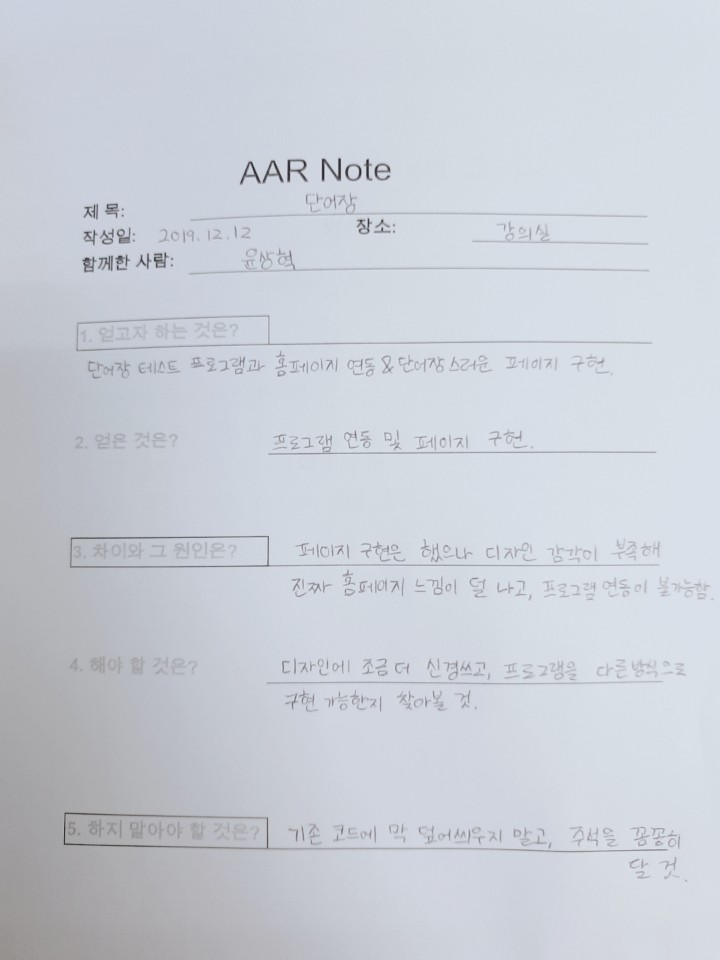 AAR Note
제 목: 단어장
작성일: 2019.12.12 장소: 강의실
함께한 사람: 윤상혁
1. 얻고자 하는 것은?
단어장 테스트 프로그램과 홈페이지 연동 & 단어장스러운 페이지 구현.
2. 얻은 것은? 프로그램 연동 및 페이지 구현.
3. 차이와 그 원인은? 페이지 구현은 했으나 디자인 감각이 부족해
진짜 홈페이지 느낌이 덜 나고, 프로그램 연동이 불가능함.
4. 해야 할 것은? 디자인에 조금 더 신경쓰고, 프로그램을 다른 방식으로
구현 가능한지 찾아볼 것.
5. 하지 말아야 할 것은? 기존 코드에 막 덮어씌우지 말고, 주석을 꼼꼼히
달 것.